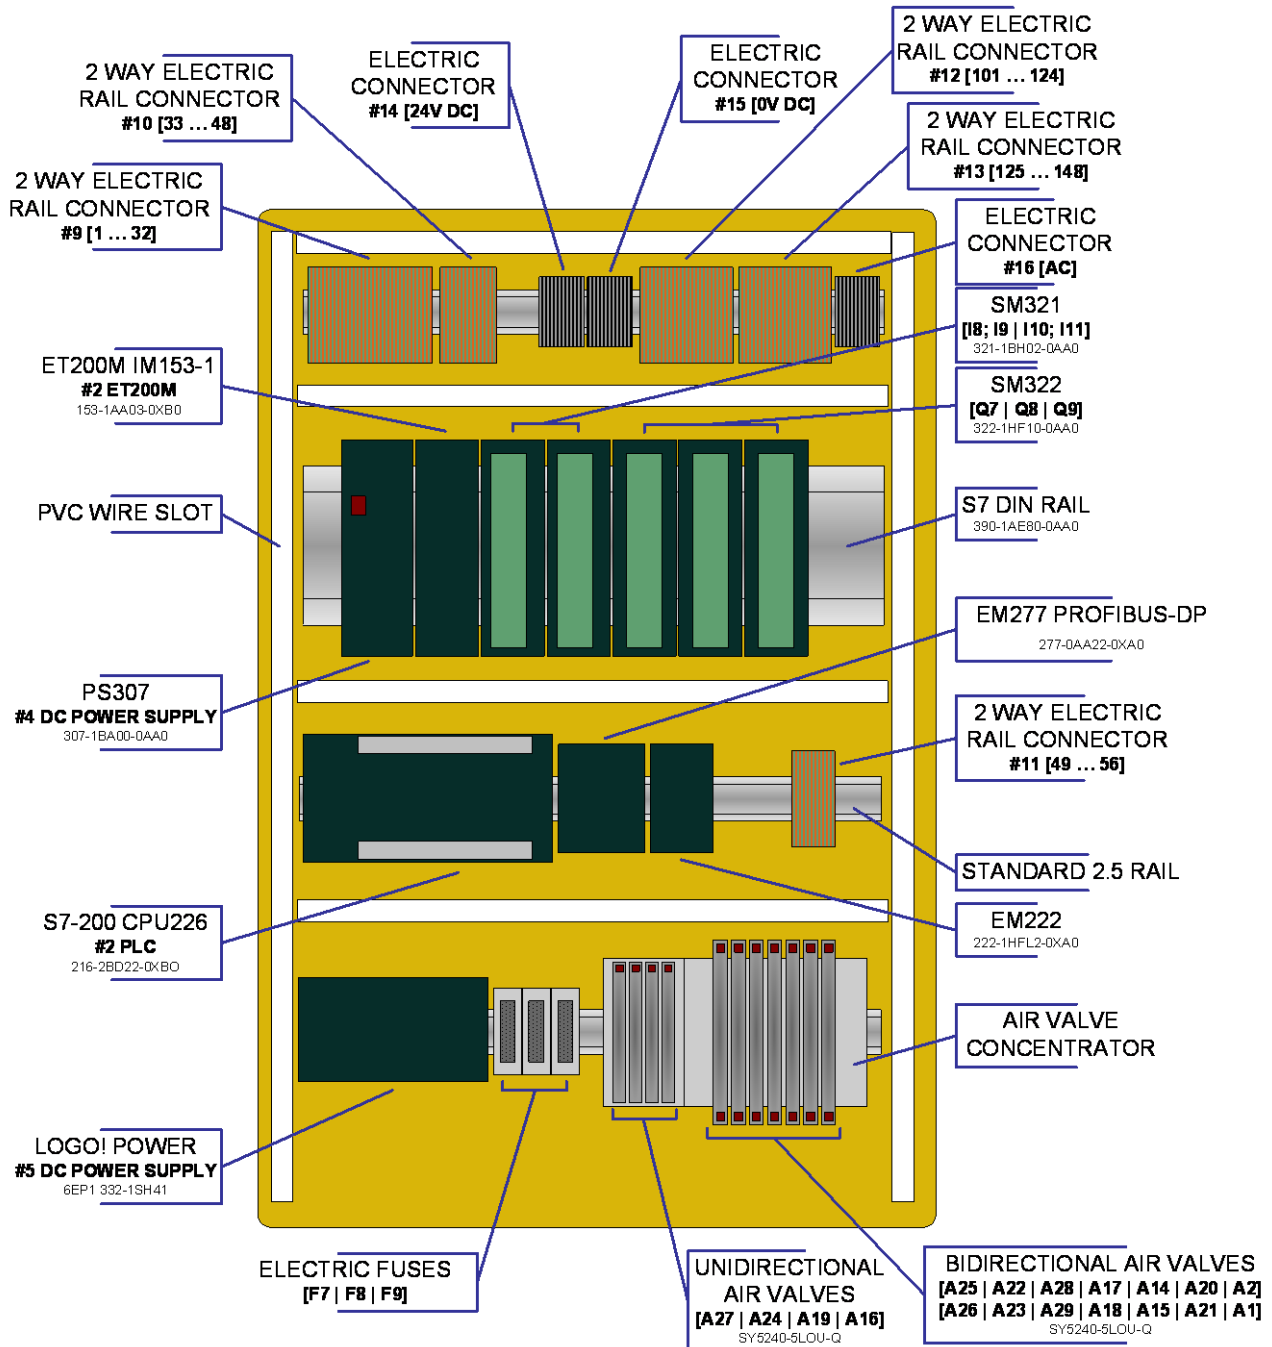 2 WAY ELECTRIC
RAIL CONNECTOR
#12 [101 ... 124]
ELECTRIC
CONNECTOR
#15 [0V DC]
ELECTRIC
CONNECTOR
#14 [24V DC]
2 WAY ELECTRIC
RAIL CONNECTOR
#10 [33 ... 48]
2 WAY ELECTRIC
RAIL CONNECTOR
#13 [125 ... 148]
2 WAY ELECTRIC
RAIL CONNECTOR
#9 [1 ... 32]
ELECTRIC
CONNECTOR
#16 [AC]
SM321
[I8; I9 | I10; I11]
321-1BH02-0AA0
ET200M IM153-1
#2 ET200M
153-1AA03-0XB0
SM322
[Q7 | Q8 | Q9]
322-1HF10-0AA0
PVC WIRE SLOT
S7 DIN RAIL
390-1AE80-0AA0
EM277 PROFIBUS-DP
277-0AA22-0XA0
PS307
#4 DC POWER SUPPLY
307-1BA00-0AA0
2 WAY ELECTRIC
RAIL CONNECTOR
#11 [49 ... 56]
STANDARD 2.5 RAIL
S7-200 CPU226
#2 PLC
216-2BD22-0XBO
EM222
222-1HFL2-0XA0
AIR VALVE
CONCENTRATOR
LOGO! POWER
#5 DC POWER SUPPLY
6EP1 332-1SH41
ELECTRIC FUSES
[F7 | F8 | F9]
UNIDIRECTIONAL
AIR VALVES
[A27 | A24 | A19 | A16]
SY5240-5LOU-Q
BIDIRECTIONAL AIR VALVES
[A25 | A22 | A28 | A17 | A14 | A20 | A2]
[A26 | A23 | A29 | A18 | A15 | A21 | A1]
SY5240-5LOU-Q